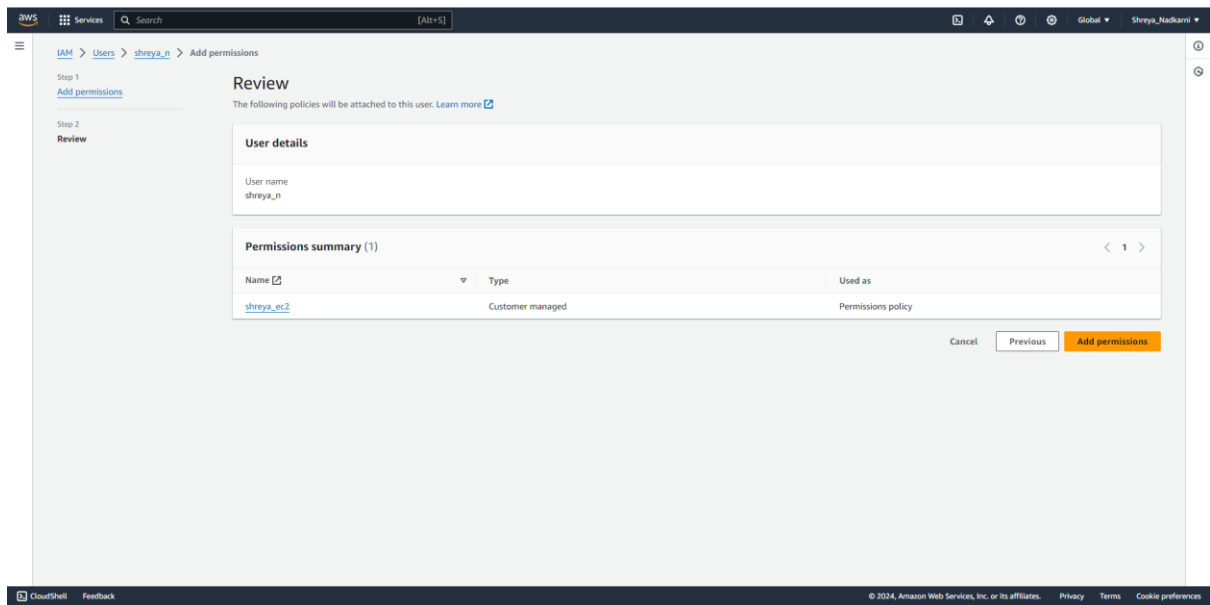 aws Services Search [Alt+S] Global Shreya_Nadkarni
IAM > Users > shreya_n > Add permissions
Step 1
Add permissions
Step 2
Review
Review
The following policies will be attached to this user. Learn more
User details
User name
shreya_n
Permissions summary (1) < 1 >
Name Type Used as
shreya_ec2 Customer managed Permissions policy
Cancel Previous Add permissions
CloudShell Feedback © 2024, Amazon Web Services, Inc. or its affiliates. Privacy Terms Cookie preferences